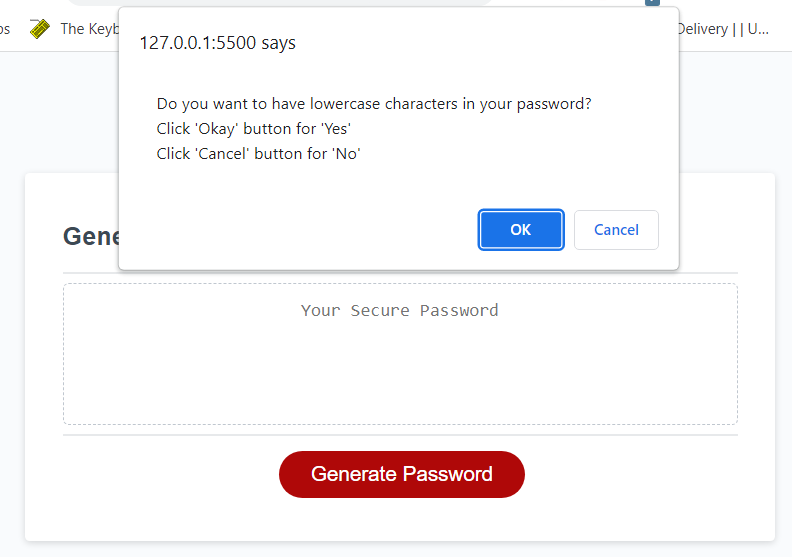 127.0.0.1:5500 says
The Keyb
Delivery | | U...
Do you want to have lowercase characters in your password?
Click 'Okay' button for 'Yes'
Click 'Cancel' button for 'No'
OK
Cancel
Gene
Your Secure Password
Generate Password